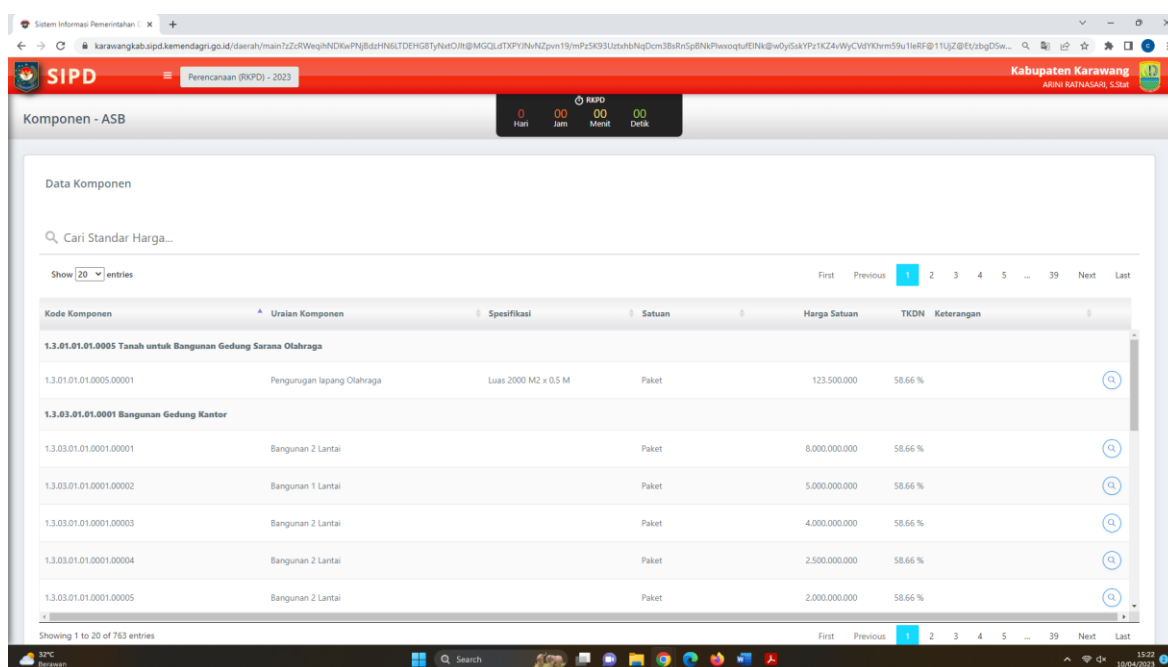 Sistem Informasi Pemerintahan D
karawangkab.sipd.kemendagri.go.id/daerah/main?
SIPD
Perencanaan (RKPD) - 2023
Kabupaten Karawang
ARINI RATNASARI, S.Stat
Komponen - ASB
RKPD
0 00 00 00
Hari Jam Menit Detik
Data Komponen
Cari Standar Harga...
Show 20 entries
First Previous 1 2 3 4 5 ... 39 Next Last
Kode Komponen Uraian Komponen Spesifikasi Satuan Harga Satuan TKDN Keterangan
1.3.01.01.01.0005 Tanah untuk Bangunan Gedung Sarana Olahraga
1.3.01.01.01.0005.00001 Pengurugan lapang Olahraga Luas 2000 M2 x 0.5 M Paket 123.500.000 58.66 %
1.3.03.01.01.0001 Bangunan Gedung Kantor
1.3.03.01.01.0001.00001 Bangunan 2 Lantai Paket 8.000.000.000 58.66 %
1.3.03.01.01.0001.00002 Bangunan 1 Lantai Paket 5.000.000.000 58.66 %
1.3.03.01.01.0001.00003 Bangunan 2 Lantai Paket 4.000.000.000 58.66 %
1.3.03.01.01.0001.00004 Bangunan 2 Lantai Paket 2.500.000.000 58.66 %
1.3.03.01.01.0001.00005 Bangunan 2 Lantai Paket 2.000.000.000 58.66 %
Showing 1 to 20 of 763 entries
First Previous 1 2 3 4 5 ... 39 Next Last
32°C
Berawan
Search
15:22
10/04/2023